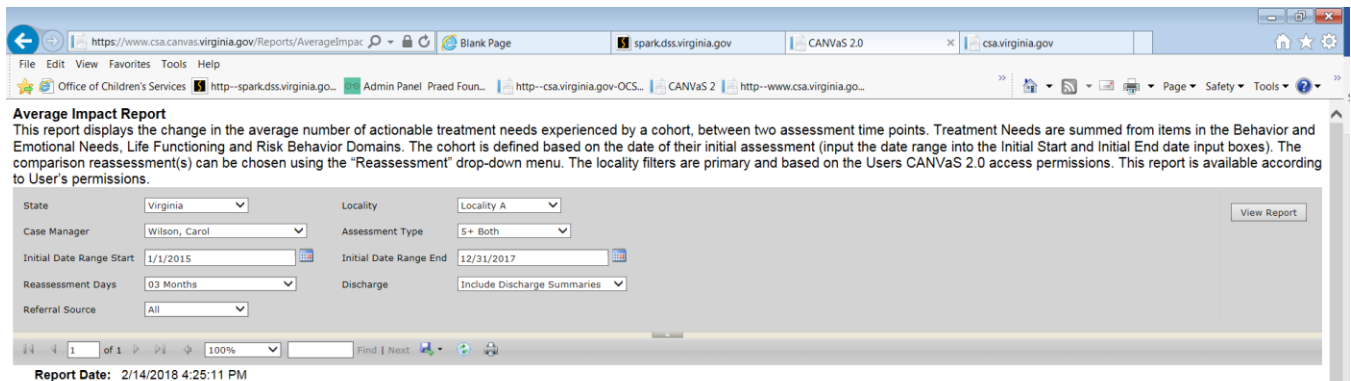 https://www.csa.canvas.virginia.gov/Reports/AverageImpac
Blank Page
spark.dss.virginia.gov
CANVaS 2.0
csa.virginia.gov
File Edit View Favorites Tools Help
Office of Children's Services http--spark.dss.virginia.go... Admin Panel Praed Foun... http--csa.virginia.gov-OCS... CANVaS 2 http--www.csa.virginia.go... Page Safety Tools
Average Impact Report
This report displays the change in the average number of actionable treatment needs experienced by a cohort, between two assessment time points. Treatment Needs are summed from items in the Behavior and
Emotional Needs, Life Functioning and Risk Behavior Domains. The cohort is defined based on the date of their initial assessment (input the date range into the Initial Start and Initial End date input boxes). The
comparison reassessment(s) can be chosen using the "Reassessment" drop-down menu. The locality filters are primary and based on the Users CANVaS 2.0 access permissions. This report is available according
to User's permissions.
State Virginia Locality Locality A View Report
Case Manager Wilson, Carol Assessment Type 5+ Both
Initial Date Range Start 1/1/2015 Initial Date Range End 12/31/2017
Reassessment Days 03 Months Discharge Include Discharge Summaries
Referral Source All
1 of 1 100% Find | Next
Report Date: 2/14/2018 4:25:11 PM